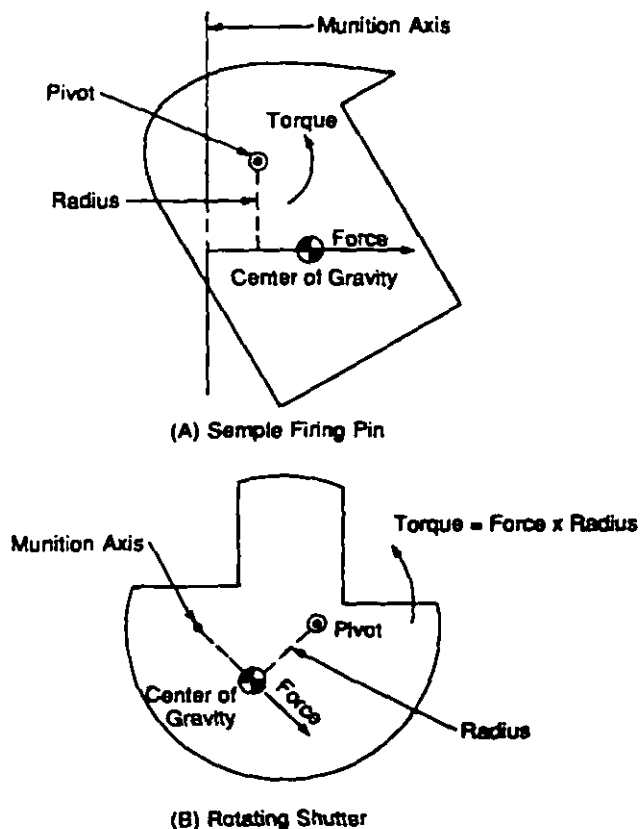 Munition Axis
Pivot
Torque
Radius
Force
Center of Gravity
(A) Sample Firing Pin
Torque = Force x Radius
Munition Axis
Pivot
Center of
Gravity
Force
Radius
(B) Rotating Shutter